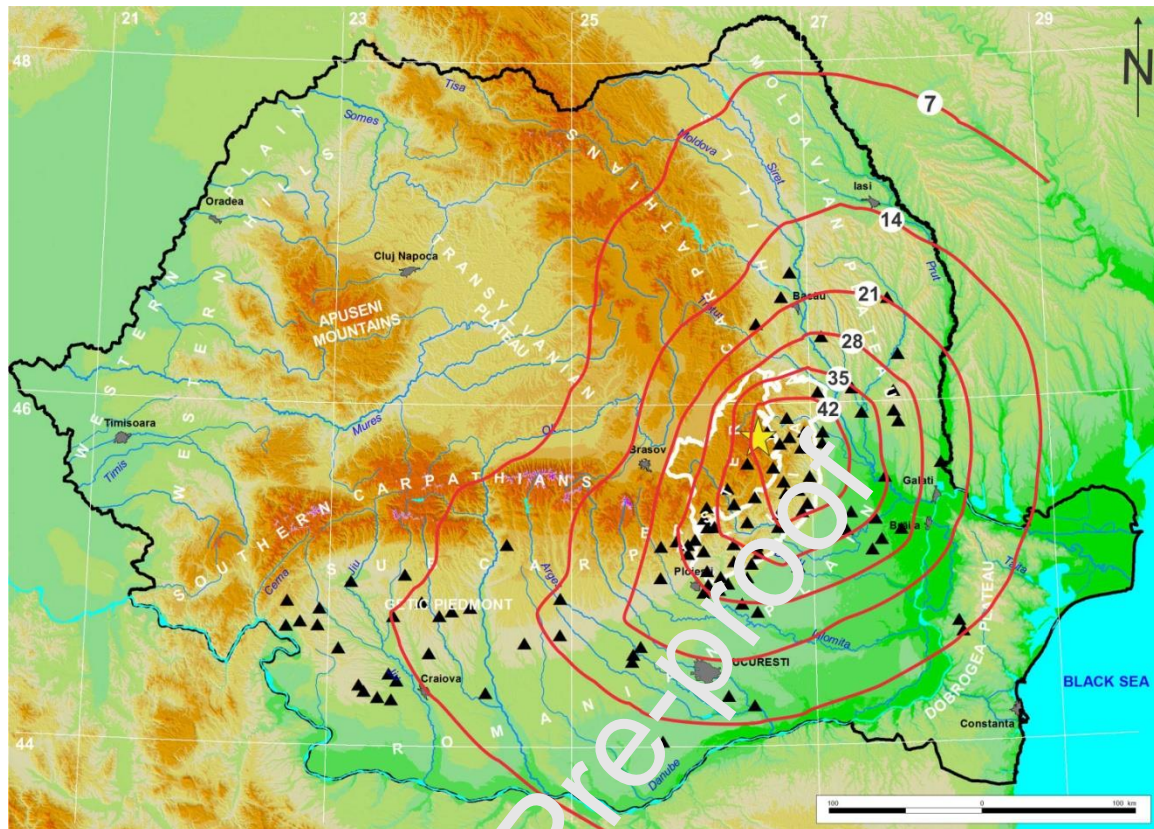 21
23
25
27
29
48
N
7
Tisa
Somes
MOLDAVIAN PLATEAU
Moldova
Siret
Iasi
Oradea
WESTERN PLAIN
WESTERN HILLS
14
Cluj Napoca
TRANSYLVANIAN
PLATEAU
CARPATHIANS
Prut
21
Bacau
Trotut
APUSENI
MOUNTAINS
28
35
46
42
Timisoara
Mures
Timis
Olt
Brasov
SOUTHERN CARPATHIANS
Galati
Braila
Cerna
Jiu
SUBCARPATHIANS
Arges
Ploiesti
GETIC PIEDMONT
Ialomita
BUCURESTI
Craiova
DOBROGEA PLATEAU
BLACK SEA
Constanta
ROMANIAN PLAIN
44
Danube
100
0
100 km
Pre-proof